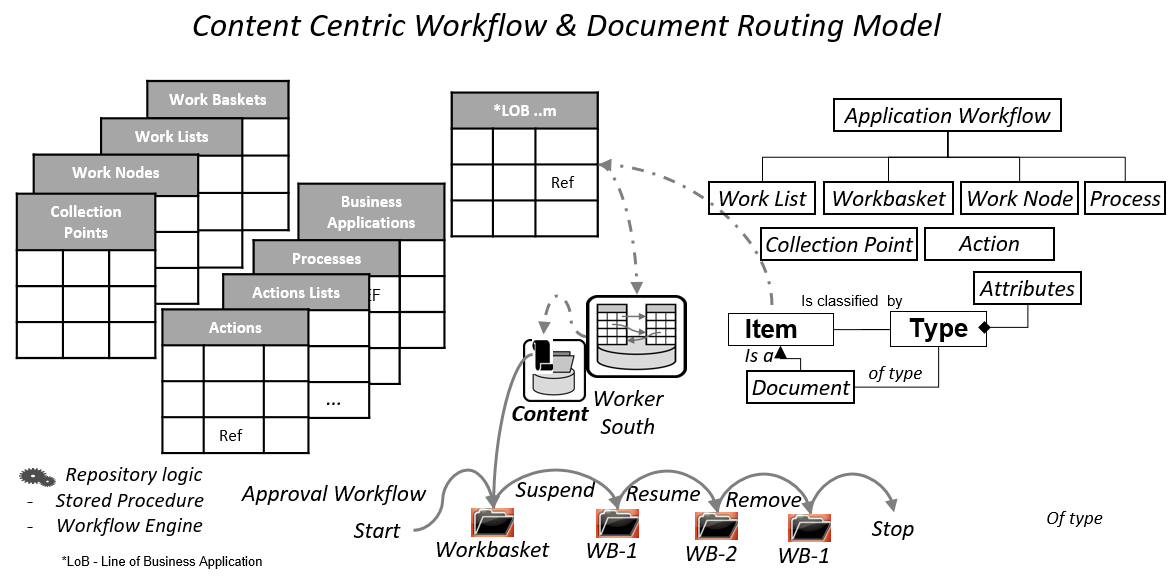 Content Centric Workflow & Document Routing Model
Work Baskets
Work Lists
Work Nodes
Collection
Points
Business
Applications
Processes
EF
Actions Lists
Actions
...
Ref
*LOB ..m
Ref
Application Workflow
Work List
Workbasket
Work Node
Process
Collection Point
Action
Attributes
Is classified by
Item
Type
Is a
of type
Document
Content
Worker
South
Repository logic
- Stored Procedure
- Workflow Engine
*LoB - Line of Business Application
Approval Workflow
Start
Suspend
Resume
Remove
Stop
Workbasket
WB-1
WB-2
WB-1
Of type